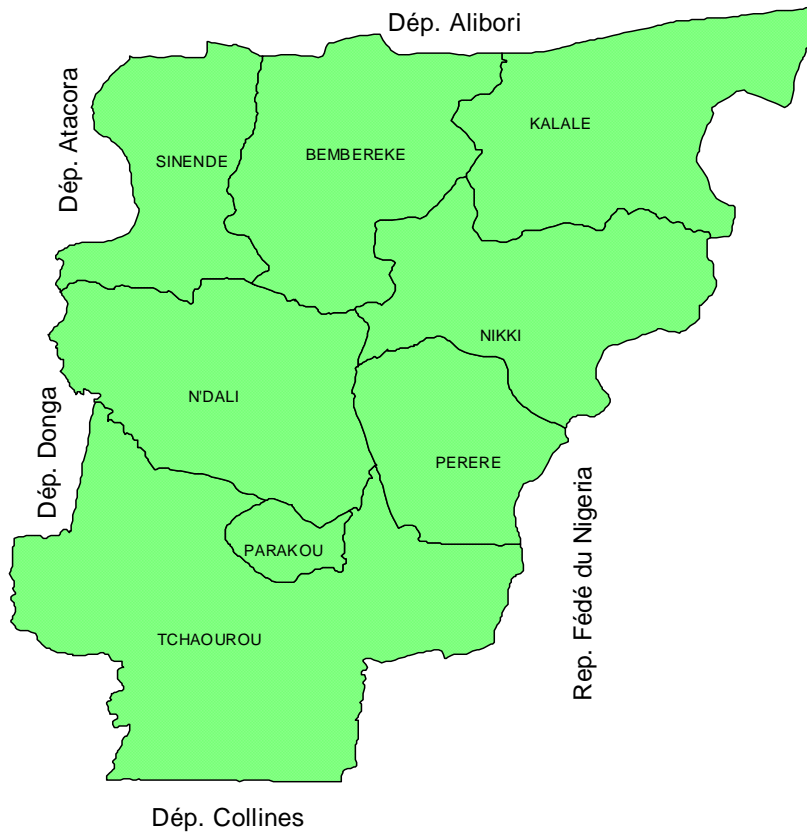 Dép. Alibori
Dép. Atacora
KALALE
SINENDE
BEMBEREKE
NIKKI
N'DALI
Dép. Donga
PERERE
Rep. Fédé du Nigeria
PARAKOU
TCHAOUROU
Dép. Collines